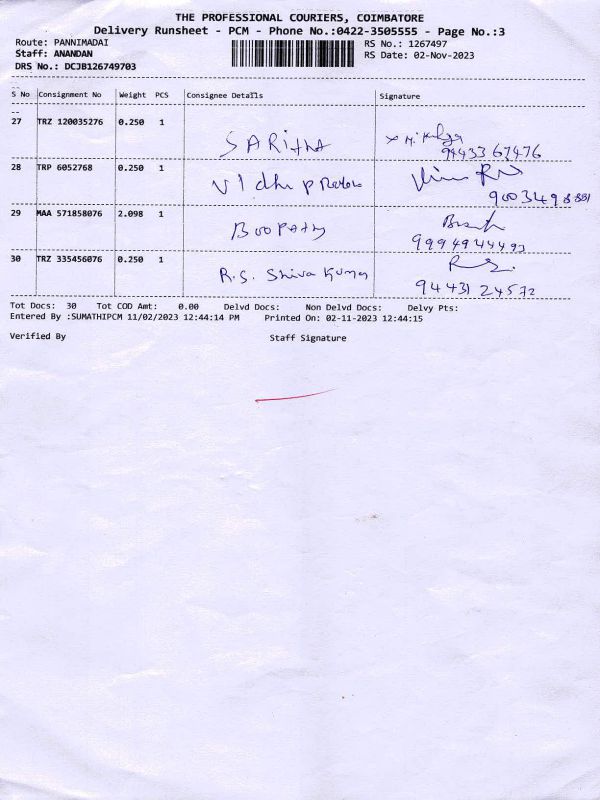 THE PROFESSIONAL COURIERS, COIMBATORE
Delivery Runsheet - PCM - Phone No.:0422-3505555 - Page No.:3
Route: PANNIMADAI RS No.: 1267497
Staff: ANANDAN RS Date: 02-Nov-2023
DRS No.: DCJB126749703
S No Consignment No Weight PCS Consignee Details Signature
27 TRZ 120035276 0.250 1 SARitha
94433 67476
28 TRP 6052768 0.250 1 Vidhu
9003498881
29 MAA 571858076 2.098 1 BooPathy
9994944493
30 TRZ 335456076 0.250 1 R.S. Shiva Kumar
94431 24572
Tot Docs: 30 Tot COD Amt: 0.00 Delvd Docs: Non Delvd Docs: Delvy Pts:
Entered By :SUMATHIPCM 11/02/2023 12:44:14 PM Printed On: 02-11-2023 12:44:15
Verified By Staff Signature